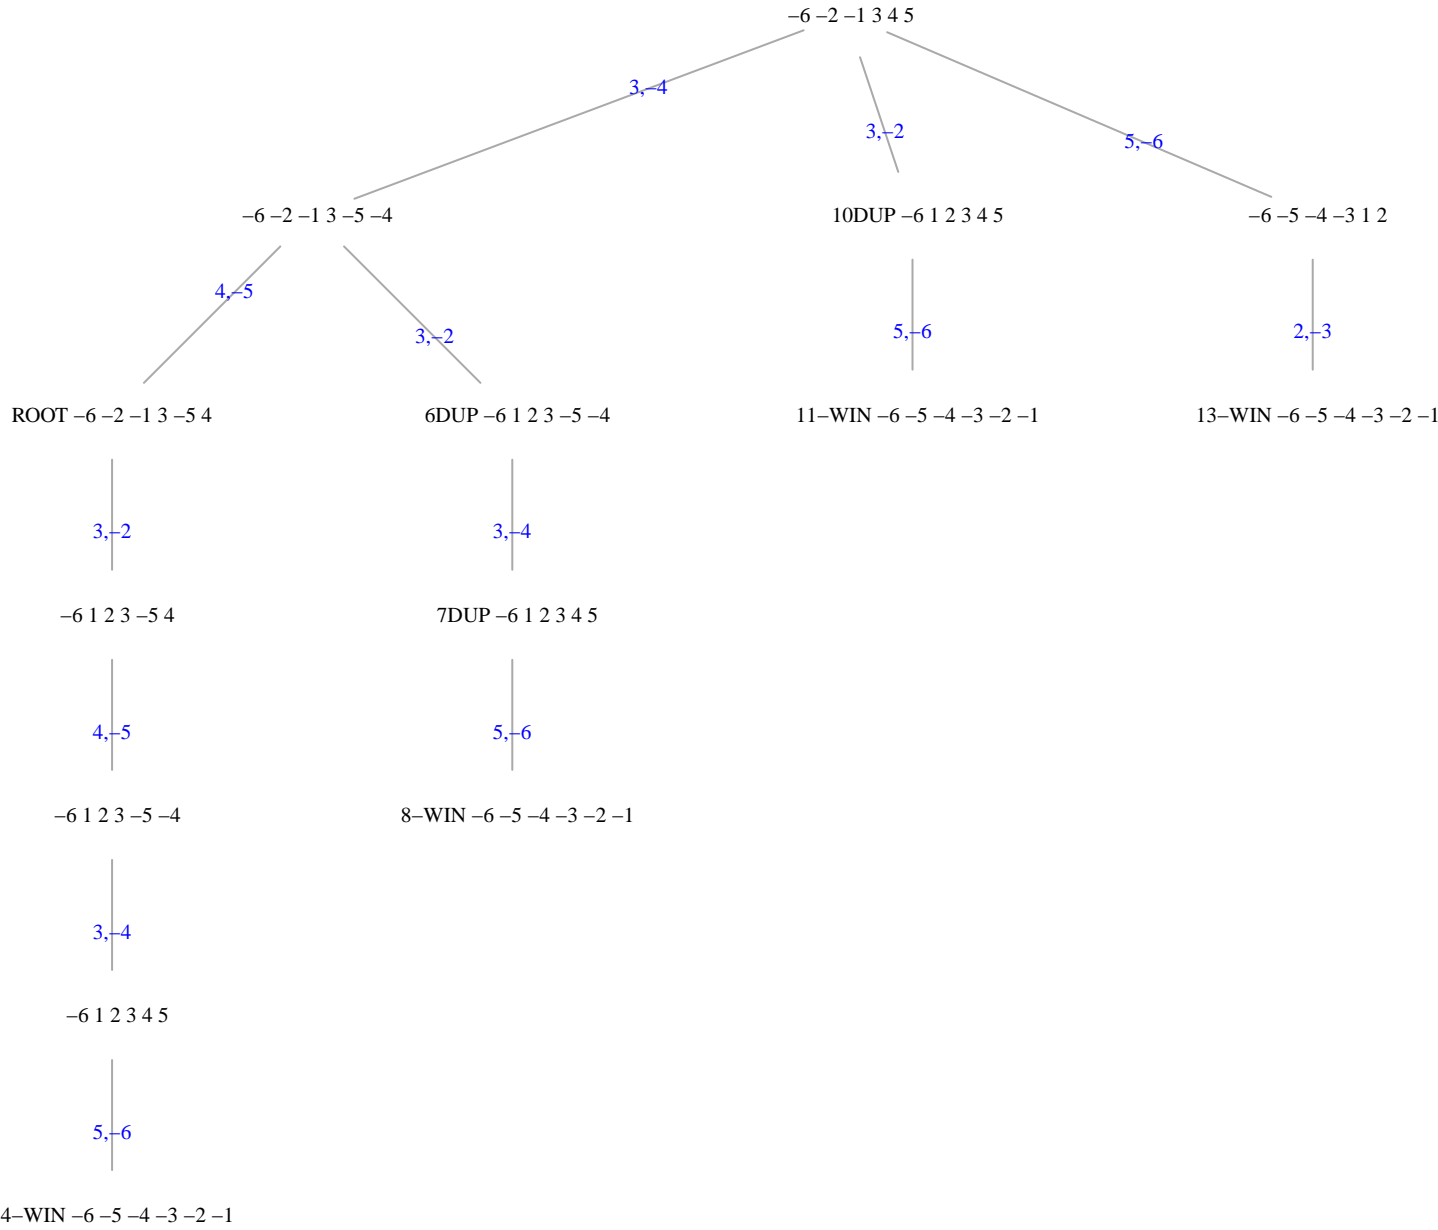 –6 –2 –1 3 4 5
3,–4
3,–2
5,–6
–6 –2 –1 3 –5 –4
10DUP –6 1 2 3 4 5
–6 –5 –4 –3 1 2
4,–5
3,–2
5,–6
2,–3
ROOT –6 –2 –1 3 –5 4
6DUP –6 1 2 3 –5 –4
11–WIN –6 –5 –4 –3 –2 –1
13–WIN –6 –5 –4 –3 –2 –1
3,–2
3,–4
–6 1 2 3 –5 4
7DUP –6 1 2 3 4 5
4,–5
5,–6
–6 1 2 3 –5 –4
8–WIN –6 –5 –4 –3 –2 –1
3,–4
–6 1 2 3 4 5
5,–6
4–WIN –6 –5 –4 –3 –2 –1